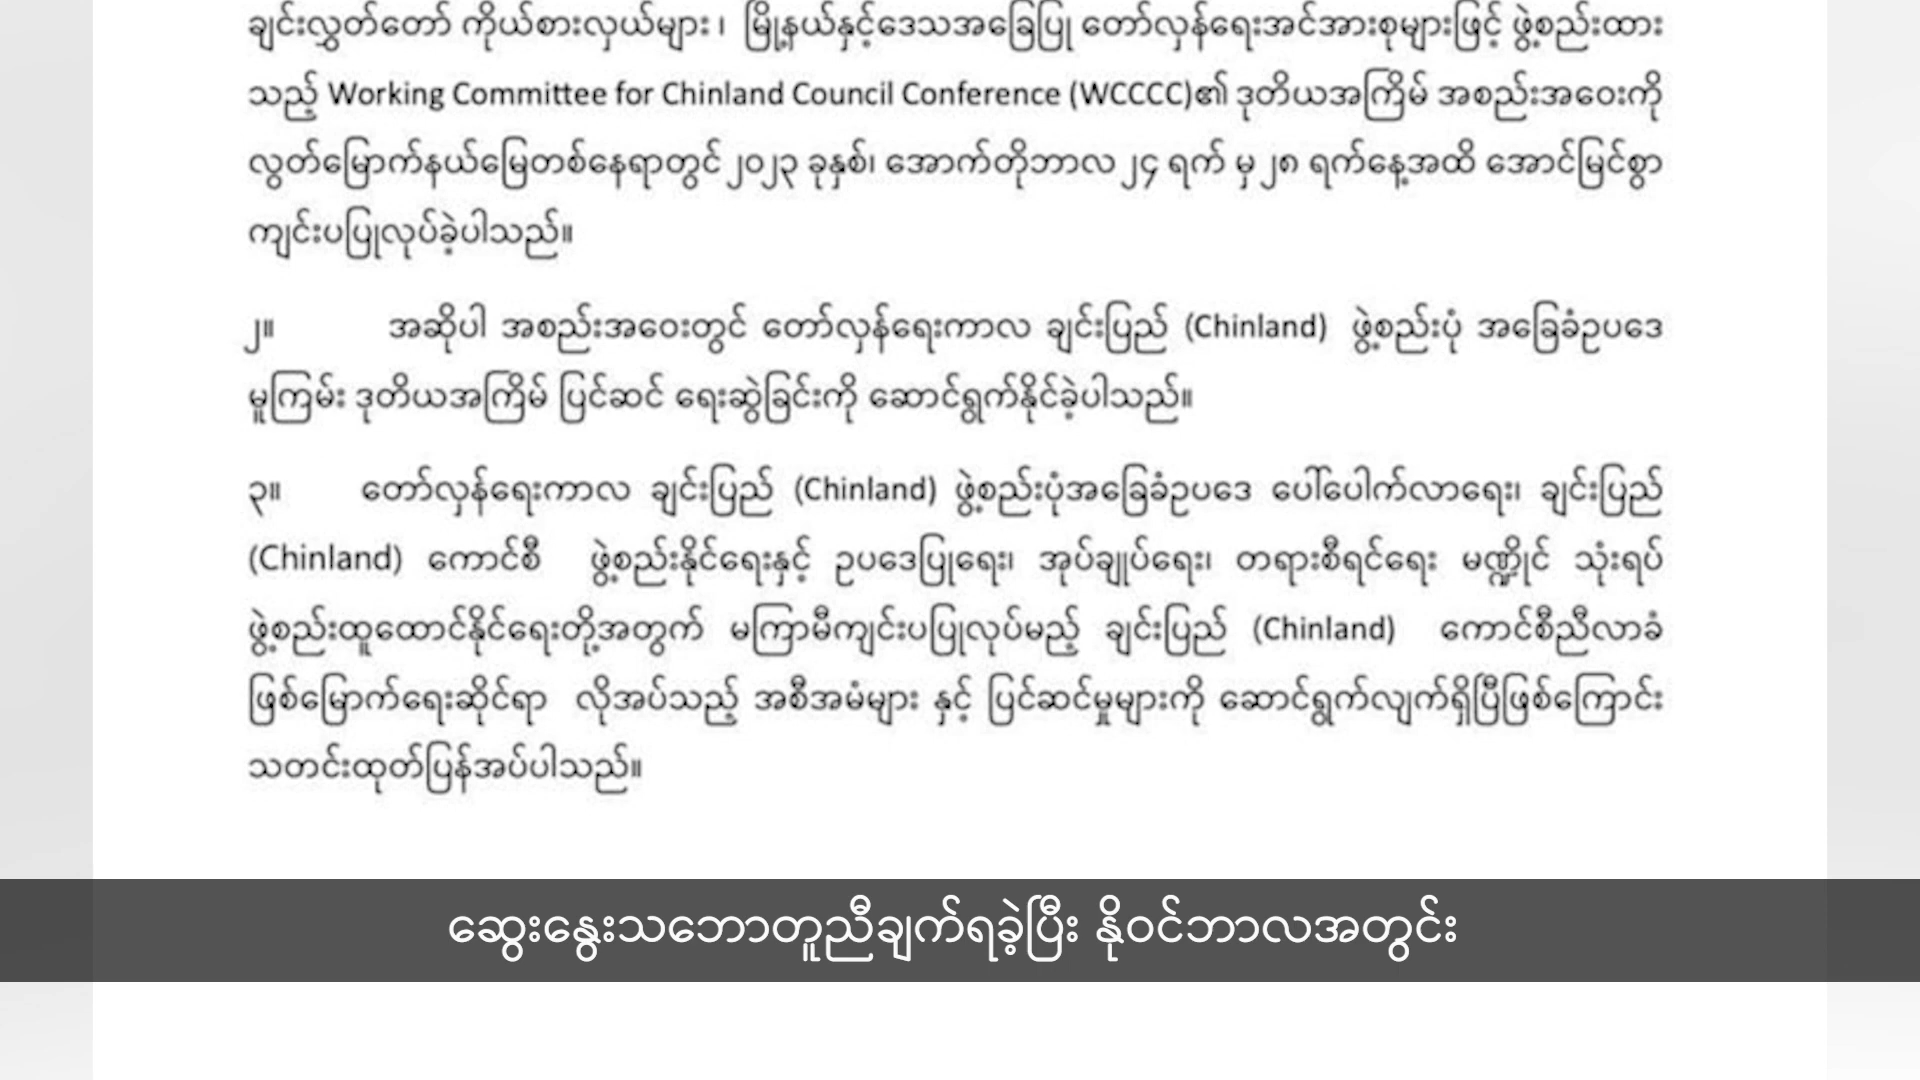 ချင်းလွှတ်တော် ကိုယ်စားလှယ်များ ၊ မြို့နယ်နှင့်ဒေသအခြေပြု တော်လှန်ရေးအင်အားစုများဖြင့် ဖွဲ့စည်းထား
သည့် Working Committee for Chinland Council Conference (WCCCC)၏ ဒုတိယအကြိမ် အစည်းအဝေးကို
လွတ်မြောက်နယ်မြေတစ်နေရာတွင်၂၀၂၃ ခုနှစ်၊ အောက်တိုဘာလ၂၄ ရက် မှ၂၈ ရက်နေ့အထိ အောင်မြင်စွာ
ကျင်းပပြုလုပ်ခဲ့ပါသည်။
၂။ အဆိုပါ အစည်းအဝေးတွင် တော်လှန်ရေးကာလ ချင်းပြည် (Chinland) ဖွဲ့စည်းပုံ အခြေခံဥပဒေ
မူကြမ်း ဒုတိယအကြိမ် ပြင်ဆင် ရေးဆွဲခြင်းကို ဆောင်ရွက်နိုင်ခဲ့ပါသည်။
၃။ တော်လှန်ရေးကာလ ချင်းပြည် (Chinland) ဖွဲ့စည်းပုံအခြေခံဥပဒေ ပေါ်ပေါက်လာရေး၊ ချင်းပြည်
(Chinland) ကောင်စီ ဖွဲ့စည်းနိုင်ရေးနှင့် ဥပဒေပြုရေး၊ အုပ်ချုပ်ရေး၊ တရားစီရင်ရေး မဏ္ဍိုင် သုံးရပ်
ဖွဲ့စည်းထူထောင်နိုင်ရေးတို့အတွက် မကြာမီကျင်းပပြုလုပ်မည့် ချင်းပြည် (Chinland) ကောင်စီညီလာခံ
ဖြစ်မြောက်ရေးဆိုင်ရာ လိုအပ်သည့် အစီအမံများ နှင့် ပြင်ဆင်မှုများကို ဆောင်ရွက်လျက်ရှိပြီဖြစ်ကြောင်း
သတင်းထုတ်ပြန်အပ်ပါသည်။
ဆွေးနွေးသဘောတူညီချက်ရခဲ့ပြီး နိုဝင်ဘာလအတွင်း